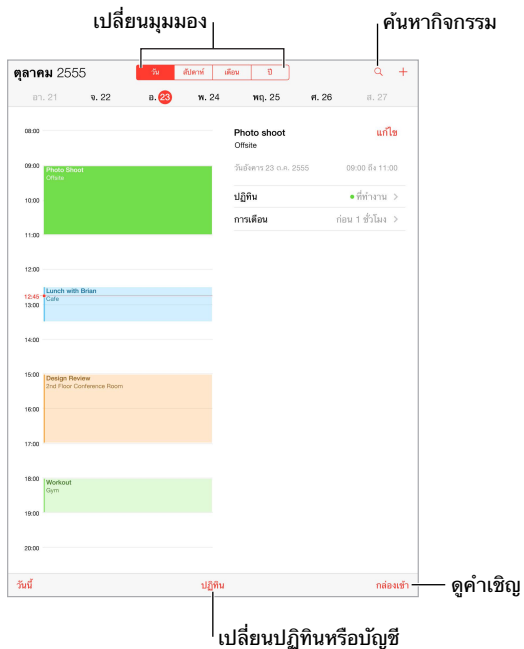 เปลี่ยนมุมมอง
ค้นหากิจกรรม
ตุลาคม 2555
วัน สัปดาห์ เดือน ปี
อา. 21 จ. 22 อ. 23 พ. 24 พฤ. 25 ศ. 26 ส. 27
08:00
09:00
Photo Shoot
Offsite
10:00
11:00
12:00
Lunch with Brian
12:45
Cafe
13:00
14:00
15:00
Design Review
2nd Floor Conference Room
16:00
17:00
18:00
Workout
Gym
19:00
20:00
Photo shoot แก้ไข
Offsite
วันอังคาร 23 ก.ค. 2555 09:00 ถึง 11:00
ปฏิทิน ที่ทำงาน
การเตือน ก่อน 1 ชั่วโมง
วันนี้ ปฏิทิน กล่องเข้า
ดูคำเชิญ
เปลี่ยนปฏิทินหรือบัญชี